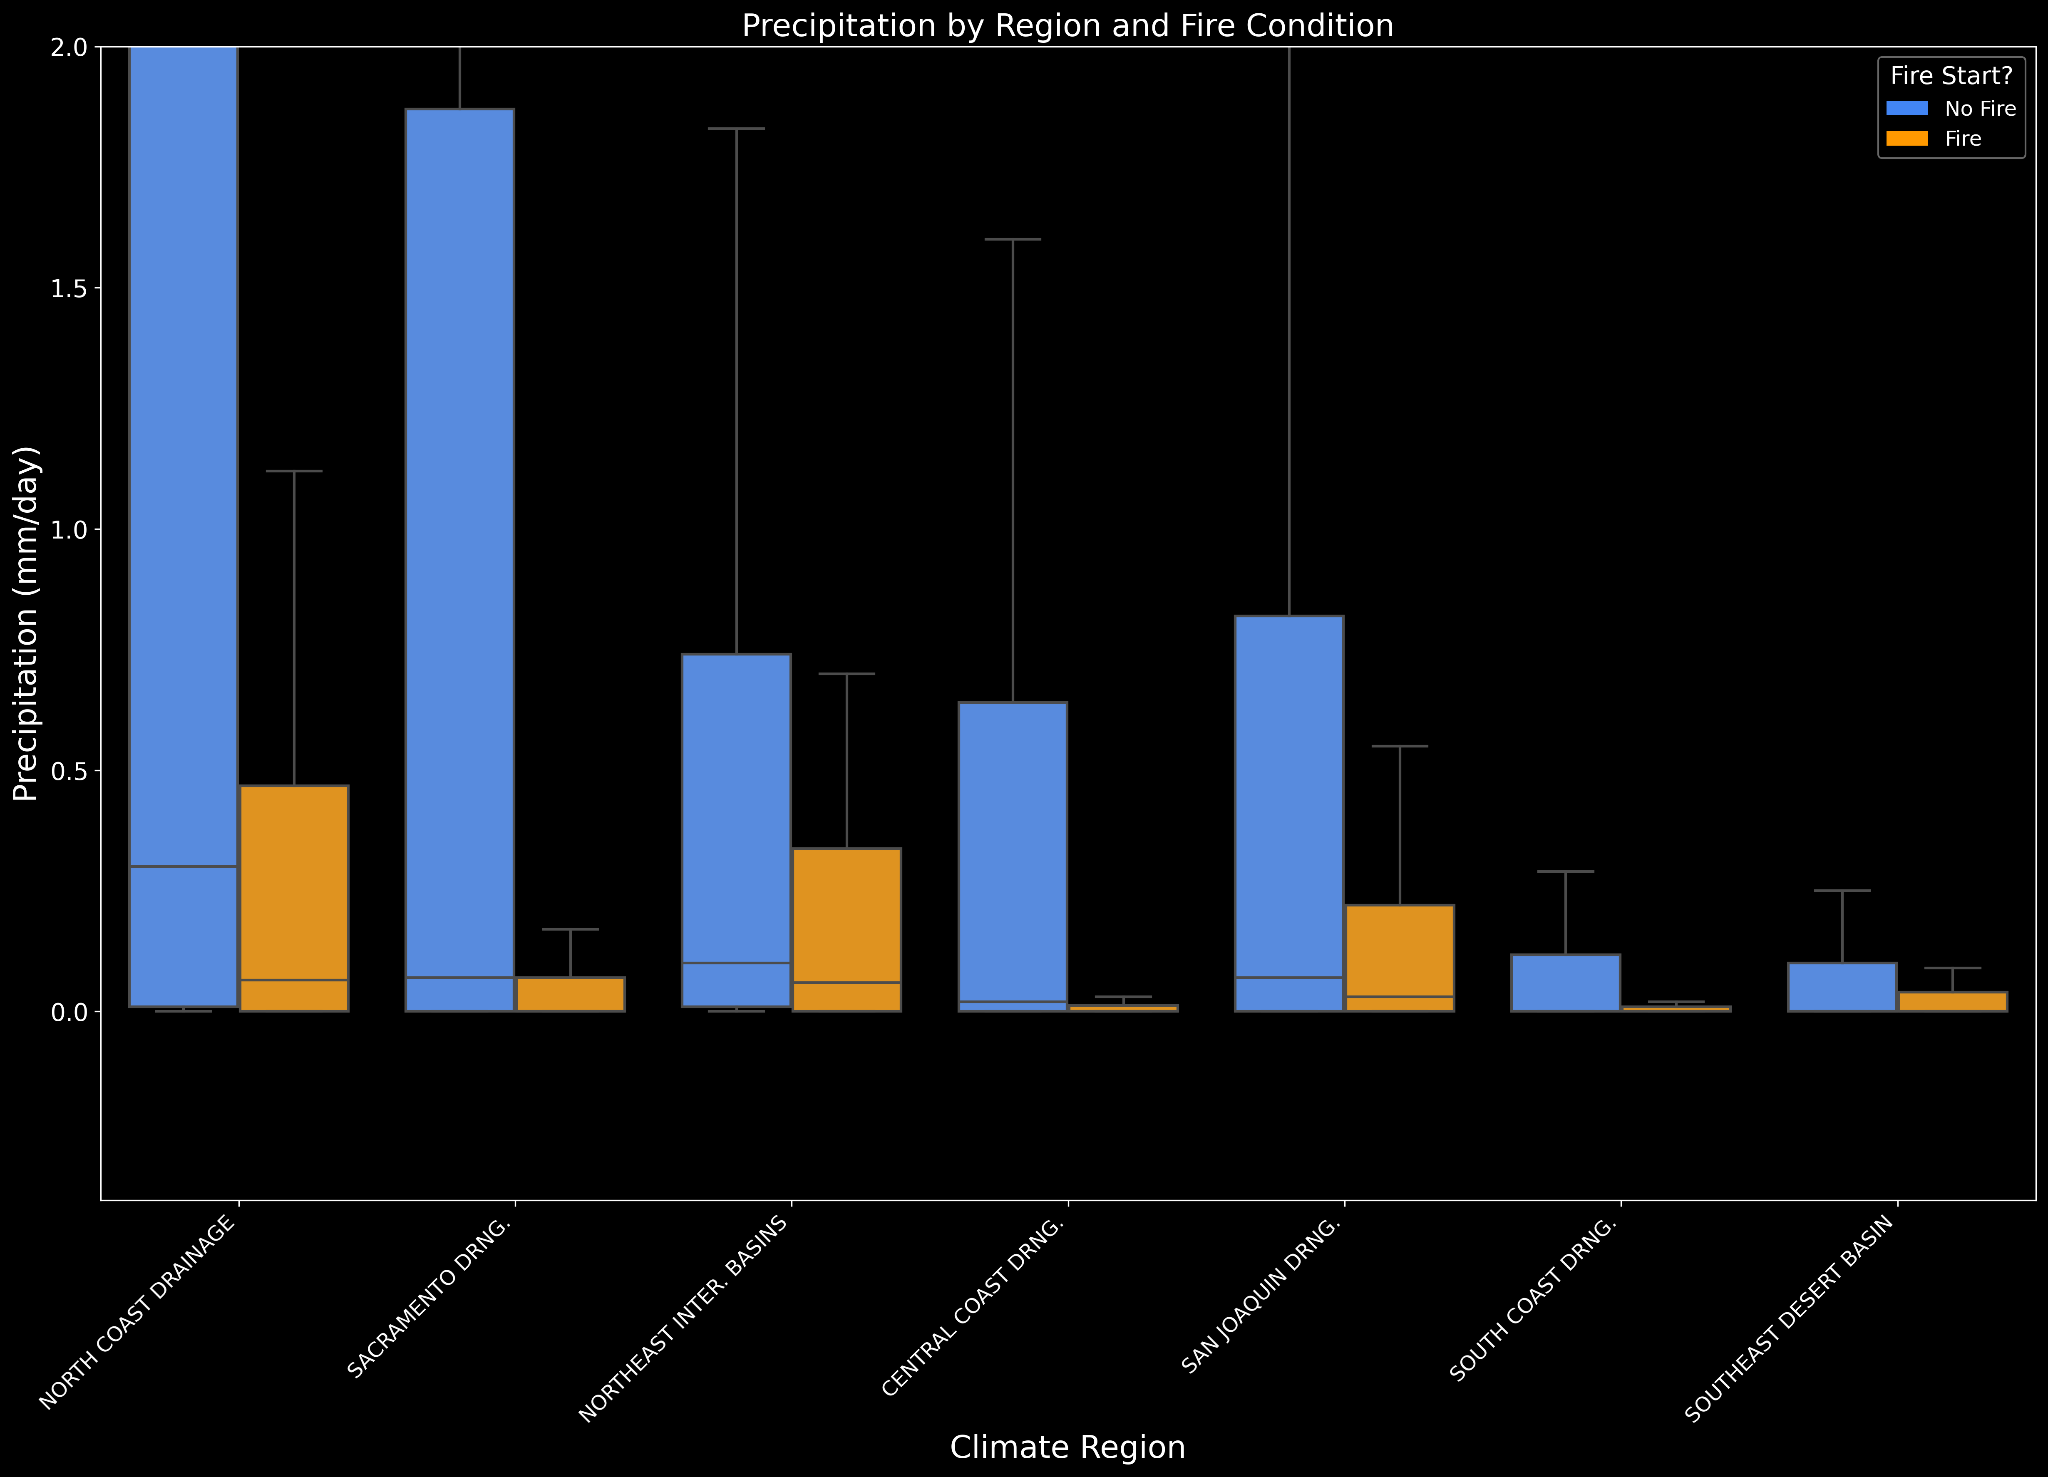 Precipitation by Region and Fire Condition
Fire Start?
No Fire
Fire
Precipitation (mm/day)
2.0
1.5
1.0
0.5
0.0
NORTH COAST DRAINAGE
SACRAMENTO DRNG.
NORTHEAST INTER. BASINS
CENTRAL COAST DRNG.
SAN JOAQUIN DRNG.
SOUTH COAST DRNG.
SOUTHEAST DESERT BASIN
Climate Region